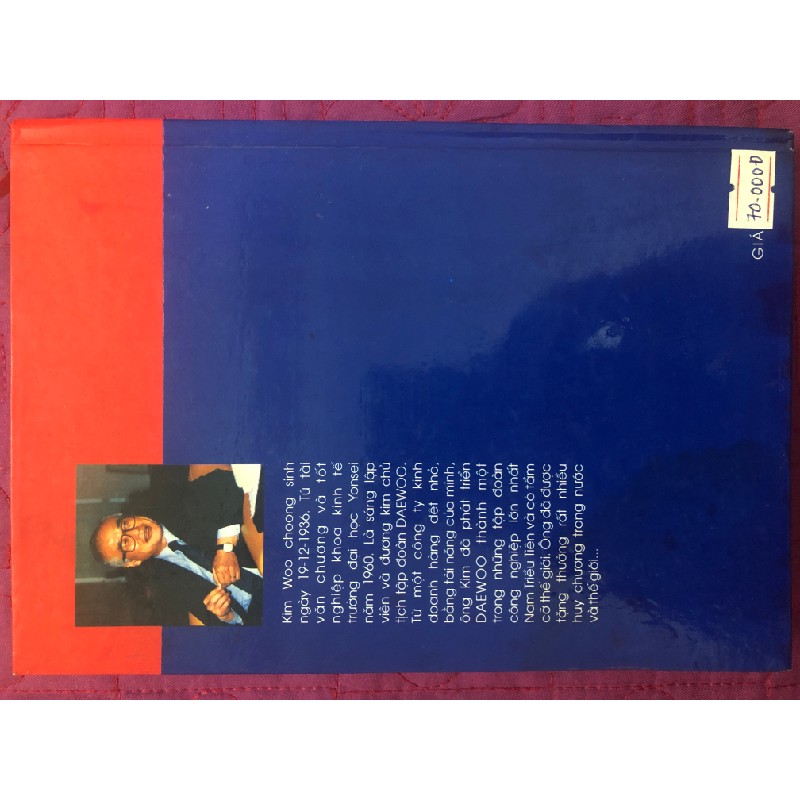 Kim Woo choong sinh
ngày 19-12-1936. Tú tài
văn chương và tốt
nghiệp khoa kinh tế
trường đại học Yonsei
năm 1960. Là sáng lập
viên và đương kim chủ
tịch tập đoàn DAEWOO.
Từ một công ty kinh
doanh hàng dệt nhỏ,
bằng tài năng của mình,
ông Kim đã phát triển
DAEWOO thành một
trong những tập đoàn
công nghiệp lớn nhất
Nam Triều Tiên và có tầm
cỡ thế giới. Ông đã được
tặng thưởng rất nhiều
huy chương trong nước
và thế giới...
GIÁ 70.000Đ